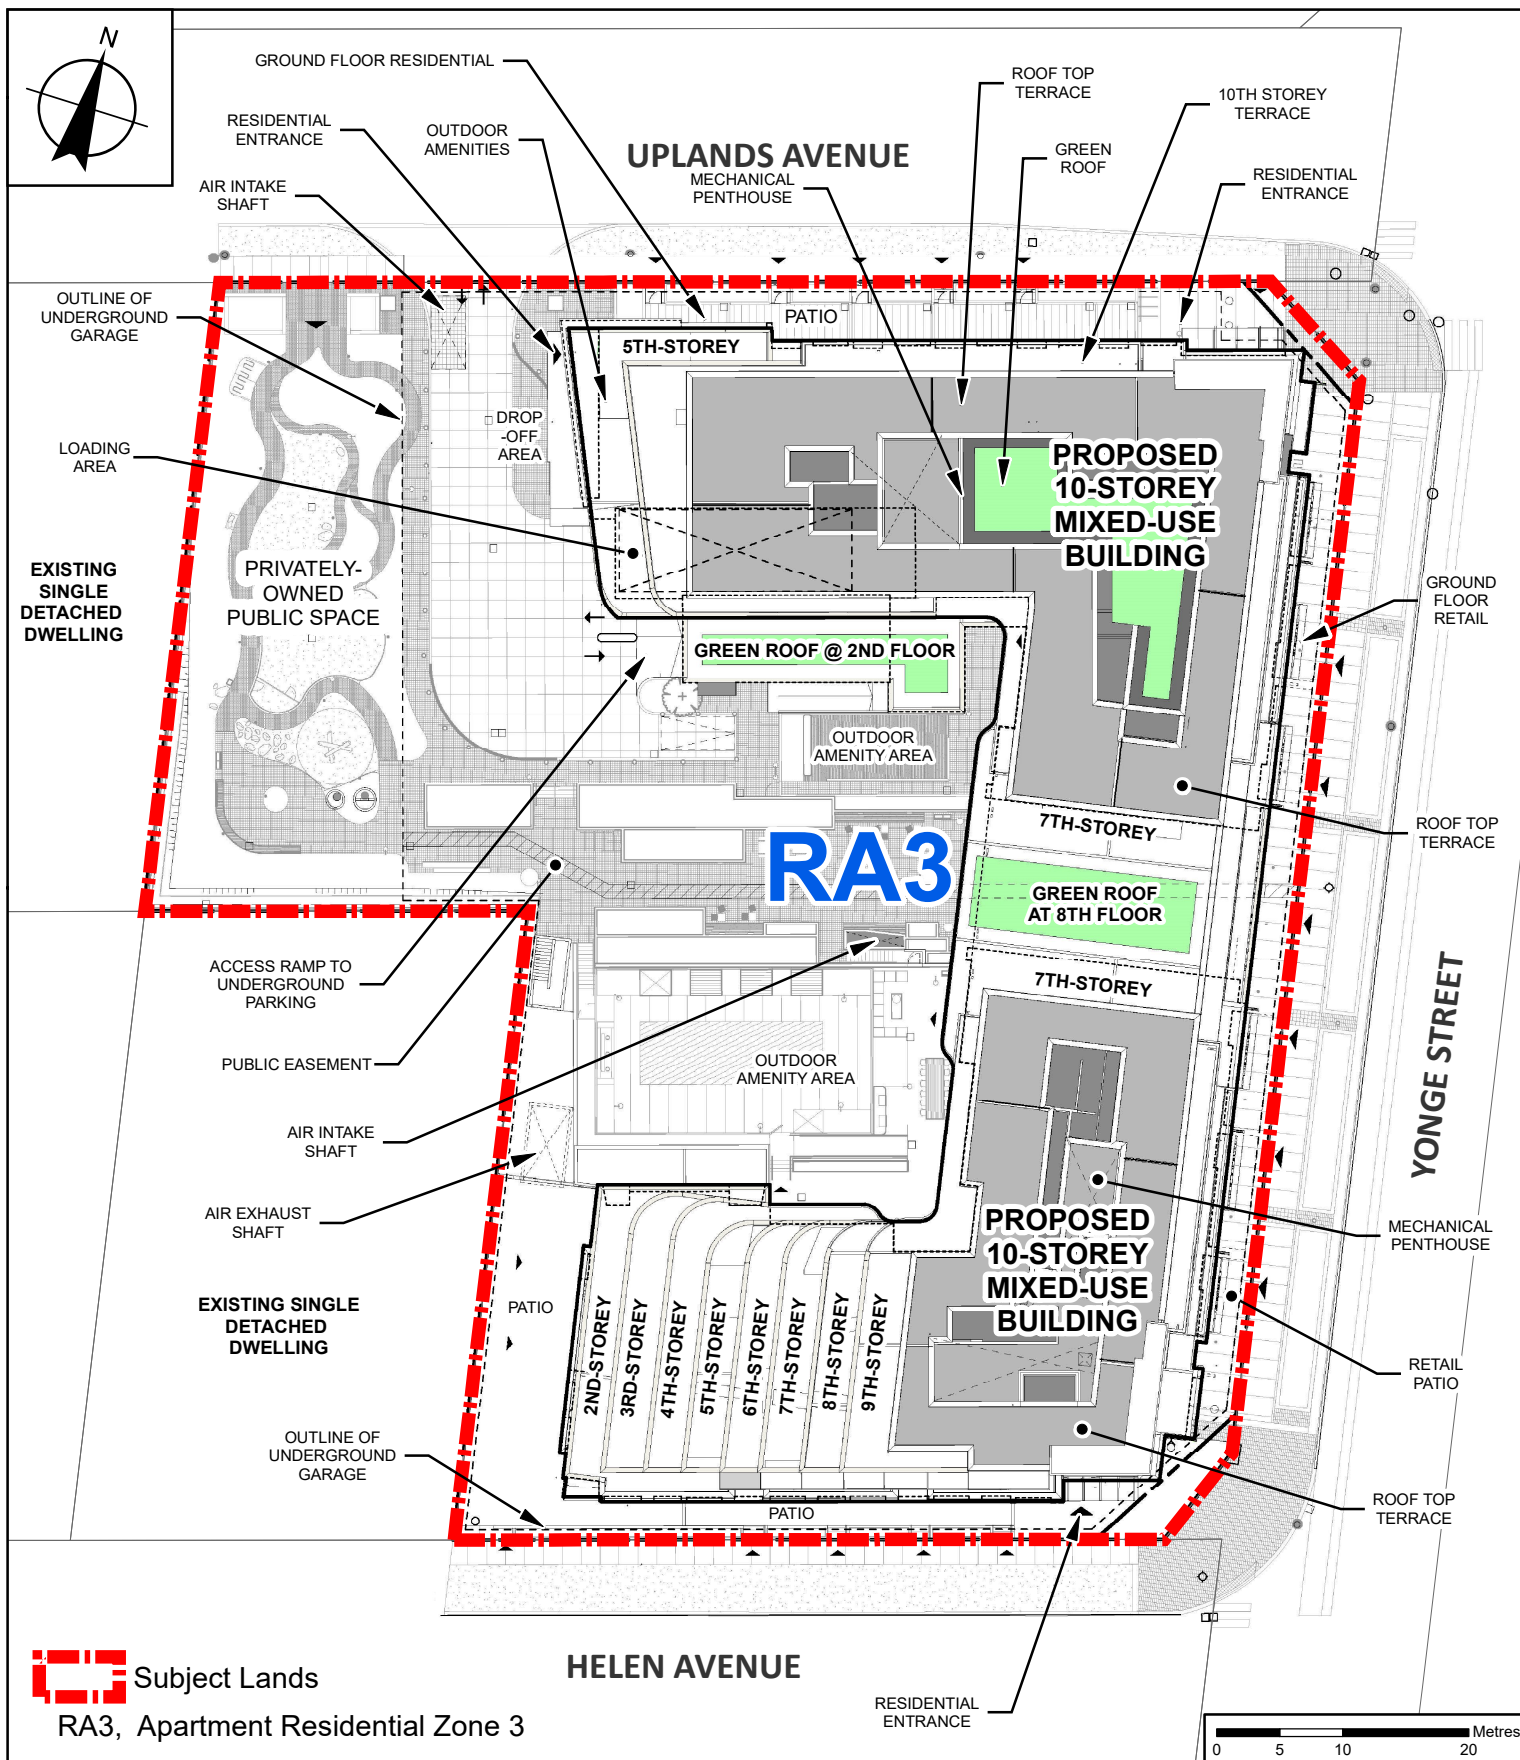 N
GROUND FLOOR RESIDENTIAL
ROOF TOP
TERRACE
10TH STOREY
TERRACE
RESIDENTIAL
ENTRANCE
OUTDOOR
AMENITIES
UPLANDS AVENUE
GREEN
ROOF
MECHANICAL
PENTHOUSE
RESIDENTIAL
ENTRANCE
AIR INTAKE
SHAFT
OUTLINE OF
UNDERGROUND
GARAGE
PATIO
5TH-STOREY
DROP
-OFF
AREA
LOADING
AREA
PROPOSED
10-STOREY
MIXED-USE
BUILDING
EXISTING
SINGLE
DETACHED
DWELLING
PRIVATELY-
OWNED
PUBLIC SPACE
GROUND
FLOOR
RETAIL
GREEN ROOF @ 2ND FLOOR
OUTDOOR
AMENITY AREA
7TH-STOREY
ROOF TOP
TERRACE
RA3
GREEN ROOF
AT 8TH FLOOR
ACCESS RAMP TO
UNDERGROUND
PARKING
7TH-STOREY
YONGE STREET
PUBLIC EASEMENT
OUTDOOR
AMENITY AREA
AIR INTAKE
SHAFT
AIR EXHAUST
SHAFT
PROPOSED
10-STOREY
MIXED-USE
BUILDING
MECHANICAL
PENTHOUSE
EXISTING SINGLE
DETACHED
DWELLING
PATIO
2ND-STOREY
3RD-STOREY
4TH-STOREY
5TH-STOREY
6TH-STOREY
7TH-STOREY
8TH-STOREY
9TH-STOREY
RETAIL
PATIO
OUTLINE OF
UNDERGROUND
GARAGE
PATIO
ROOF TOP
TERRACE
HELEN AVENUE
Subject Lands
RESIDENTIAL
ENTRANCE
RA3, Apartment Residential Zone 3
Metres
0 5 10 20